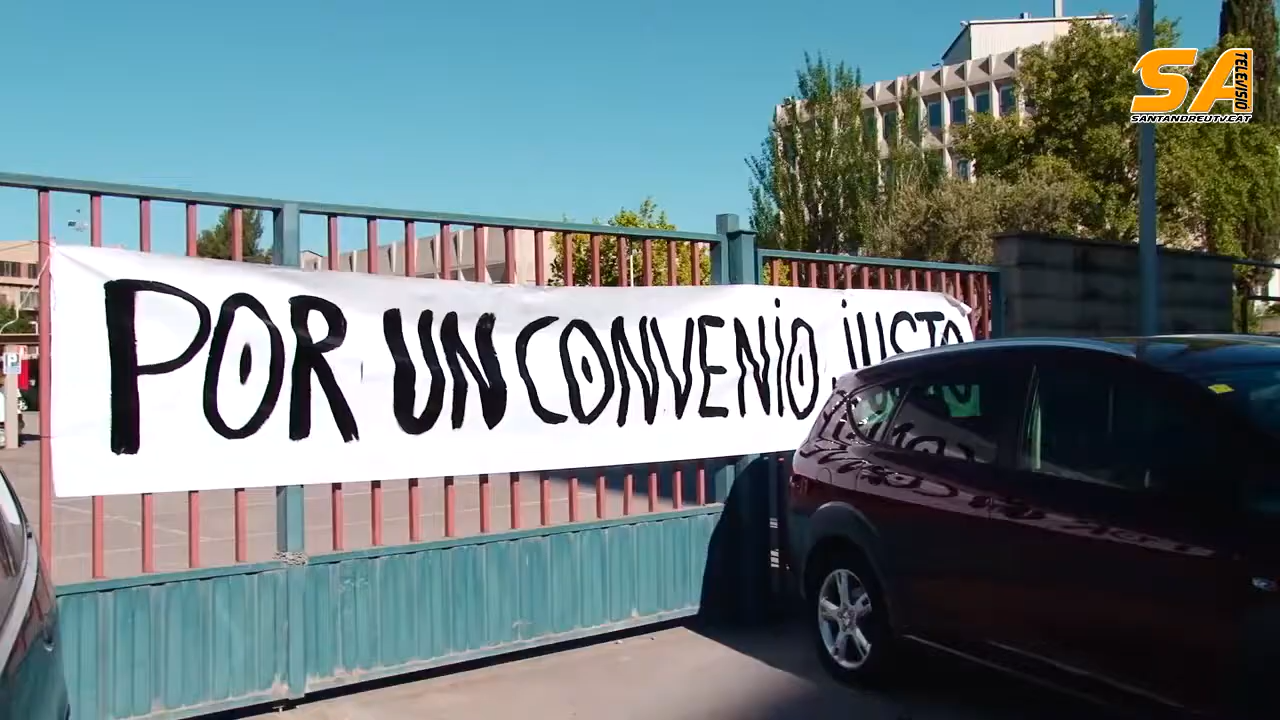 SA
TELEVISIÓ
SANTANDREUTV.CAT
POR UN CONVENIO JUSTO
P